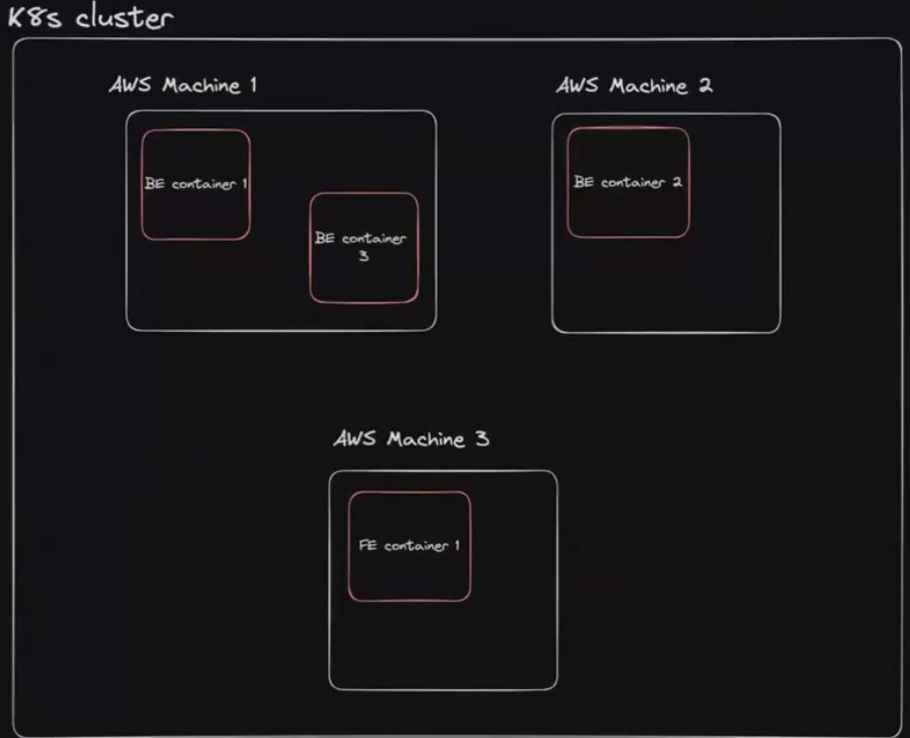 K8s cluster
AWS Machine 1
AWS Machine 2
BE container 1
BE container 2
BE container
3
AWS Machine 3
FE container 1